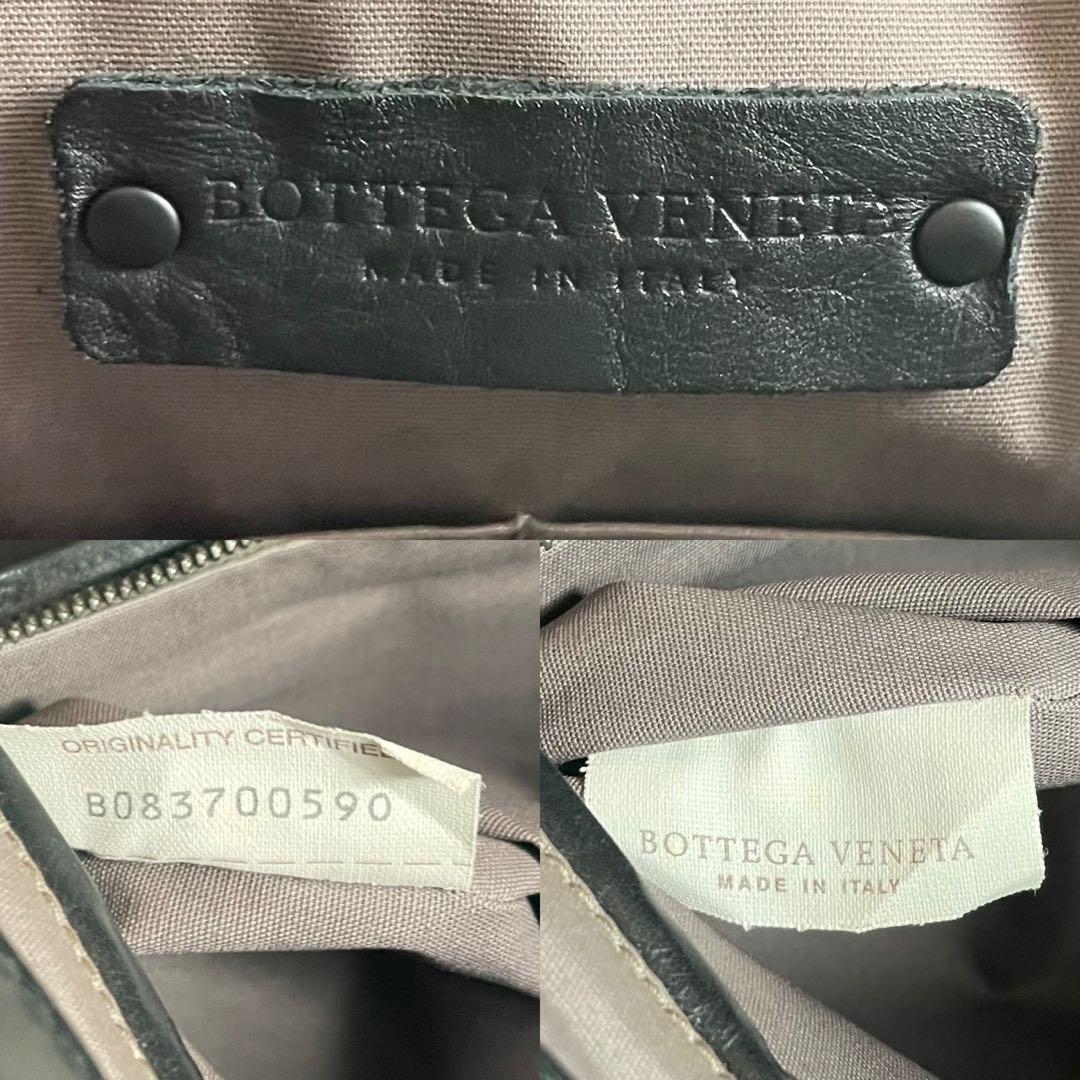 BOTTEGA VENETA
MADE IN ITALY
ORIGINALITY CERTIFIED
B083700590
BOTTEGA VENETA
MADE IN ITALY